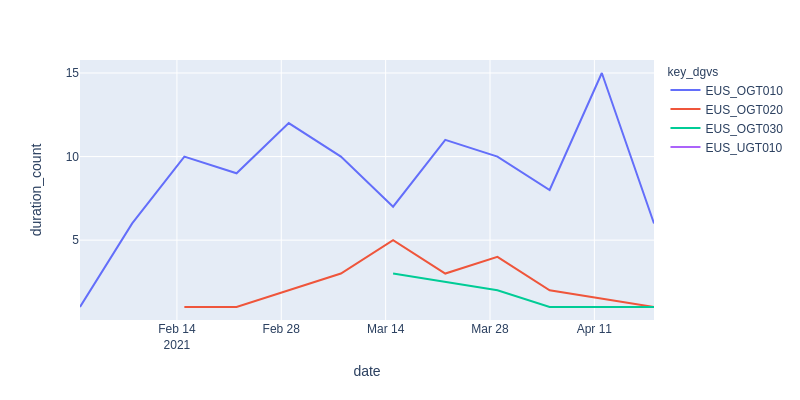 key_dgvs
EUS_OGT010
EUS_OGT020
EUS_OGT030
EUS_UGT010
duration_count
15
10
5
Feb 14
2021
Feb 28
Mar 14
Mar 28
Apr 11
date